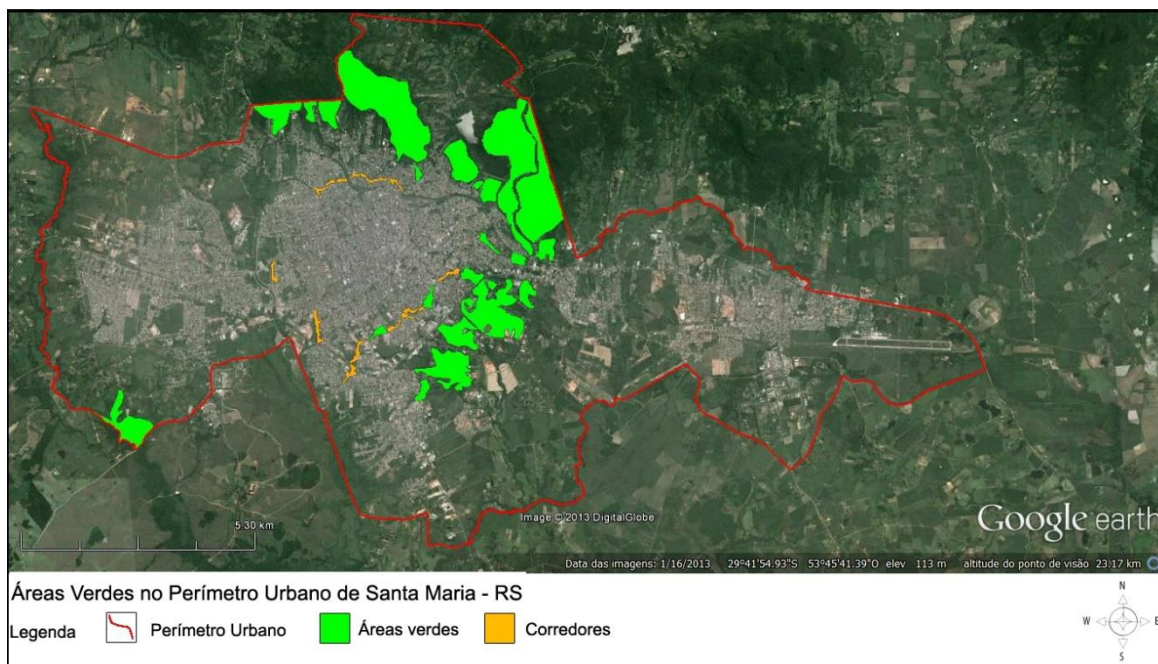 5.30 km
Image © 2013 DigitalGlobe
Google earth
Data das imagens: 1/16/2013 29°41'54.93"S 53°45'41.39"O elev 113 m altitude do ponto de visão 23.17 km
Áreas Verdes no Perímetro Urbano de Santa Maria - RS
Legenda Perímetro Urbano Áreas verdes Corredores
N
W E
S